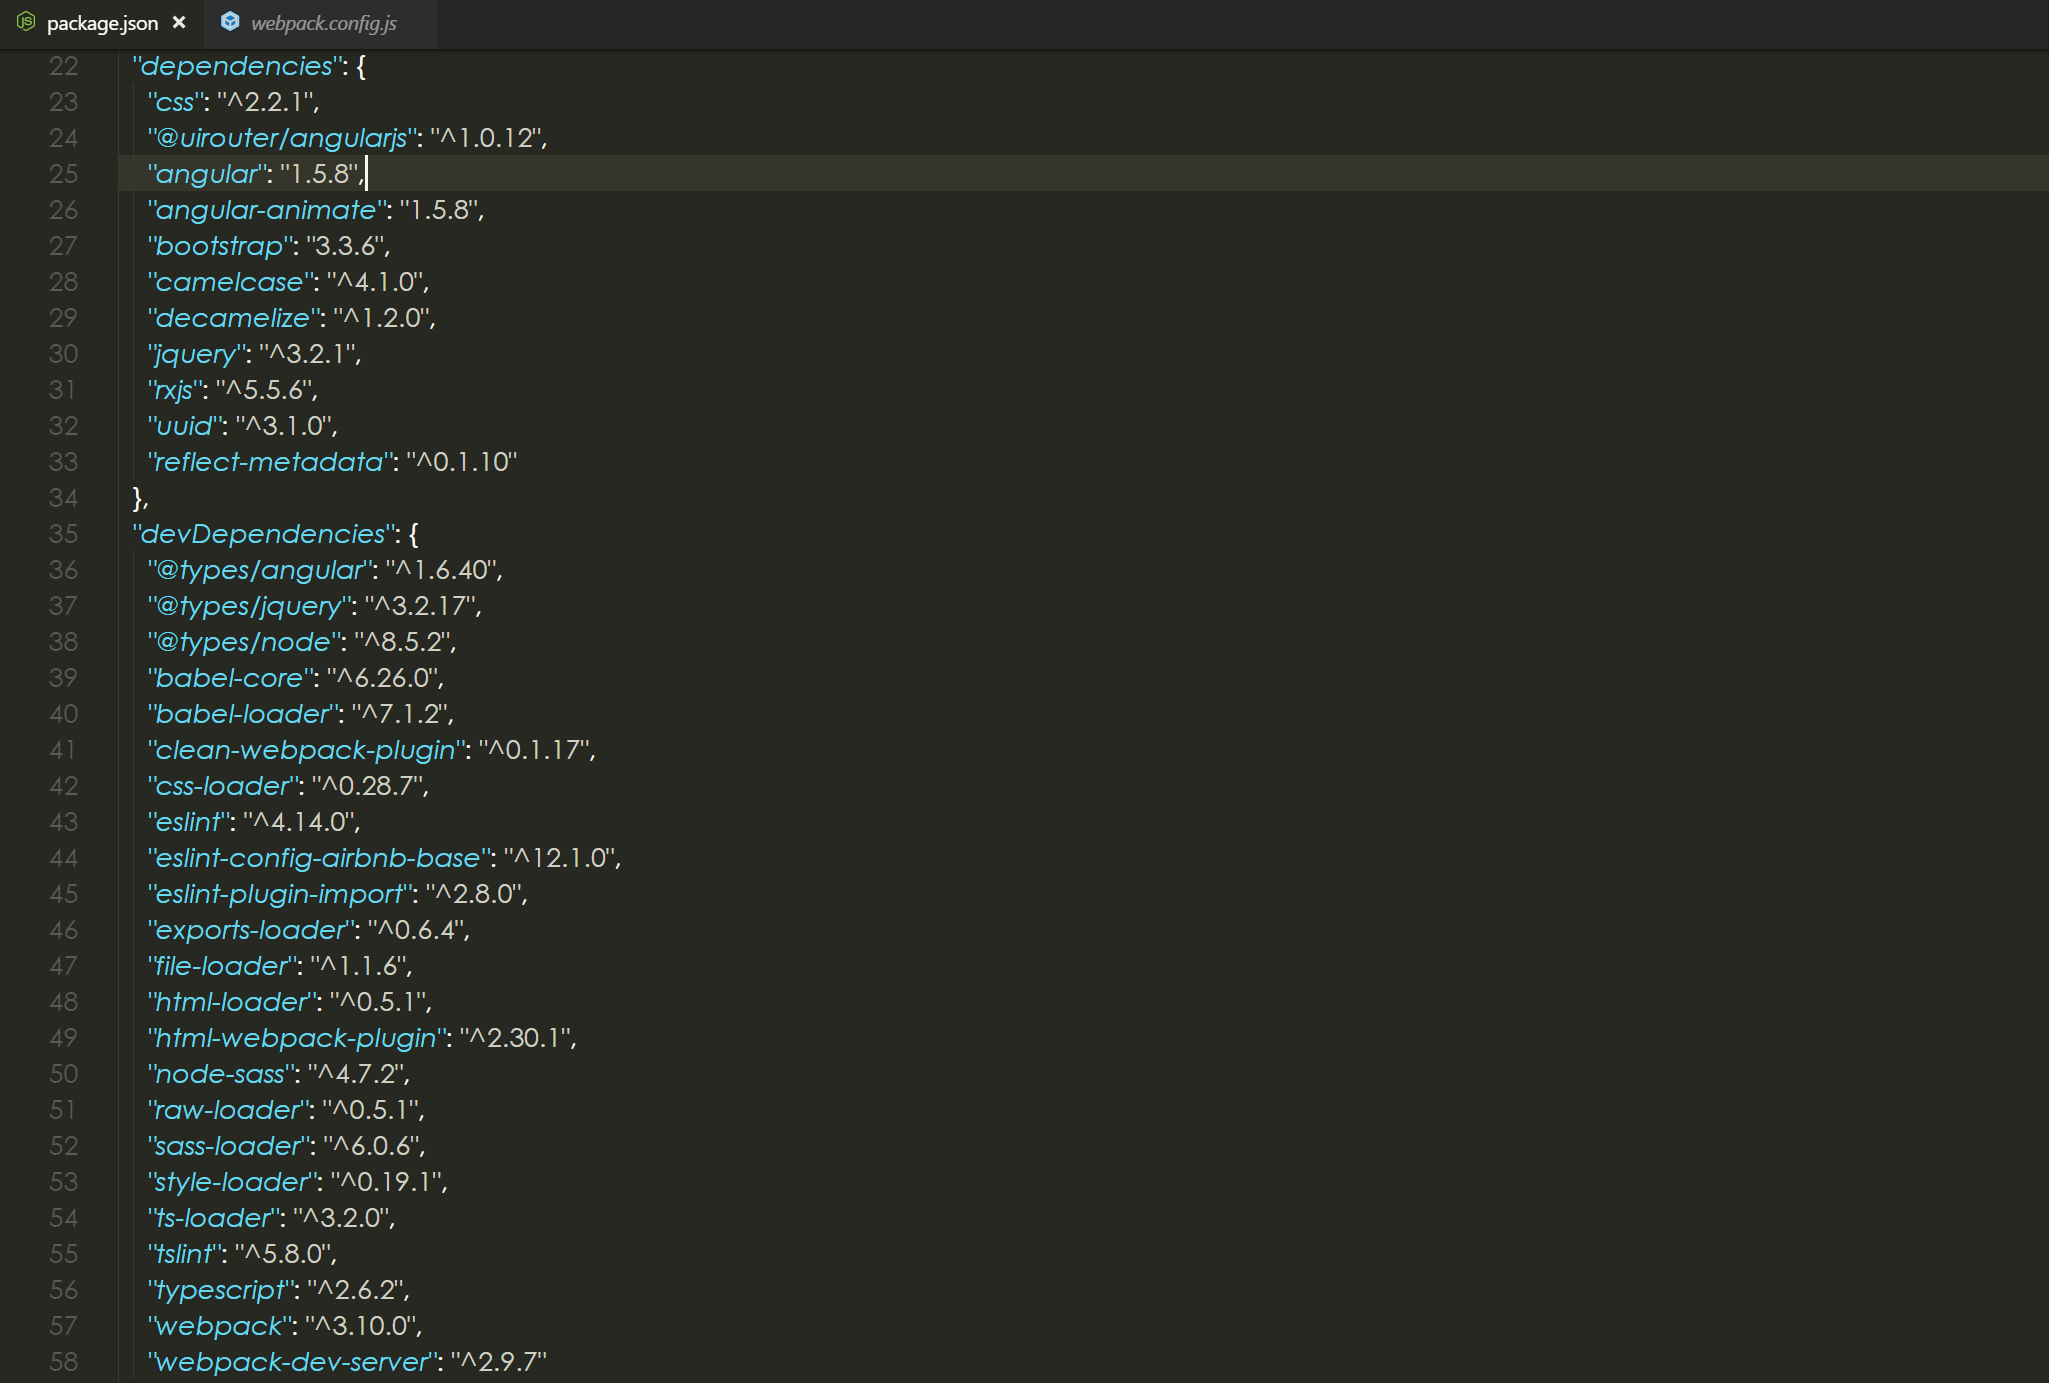 package.json × webpack.config.js
22 "dependencies": {
23 "css": "^2.2.1",
24 "@uirouter/angularjs": "^1.0.12",
25 "angular": "1.5.8",
26 "angular-animate": "1.5.8",
27 "bootstrap": "3.3.6",
28 "camelcase": "^4.1.0",
29 "decamelize": "^1.2.0",
30 "jquery": "^3.2.1",
31 "rxjs": "^5.5.6",
32 "uuid": "^3.1.0",
33 "reflect-metadata": "^0.1.10"
34 },
35 "devDependencies": {
36 "@types/angular": "^1.6.40",
37 "@types/jquery": "^3.2.17",
38 "@types/node": "^8.5.2",
39 "babel-core": "^6.26.0",
40 "babel-loader": "^7.1.2",
41 "clean-webpack-plugin": "^0.1.17",
42 "css-loader": "^0.28.7",
43 "eslint": "^4.14.0",
44 "eslint-config-airbnb-base": "^12.1.0",
45 "eslint-plugin-import": "^2.8.0",
46 "exports-loader": "^0.6.4",
47 "file-loader": "^1.1.6",
48 "html-loader": "^0.5.1",
49 "html-webpack-plugin": "^2.30.1",
50 "node-sass": "^4.7.2",
51 "raw-loader": "^0.5.1",
52 "sass-loader": "^6.0.6",
53 "style-loader": "^0.19.1",
54 "ts-loader": "^3.2.0",
55 "tslint": "^5.8.0",
56 "typescript": "^2.6.2",
57 "webpack": "^3.10.0",
58 "webpack-dev-server": "^2.9.7"